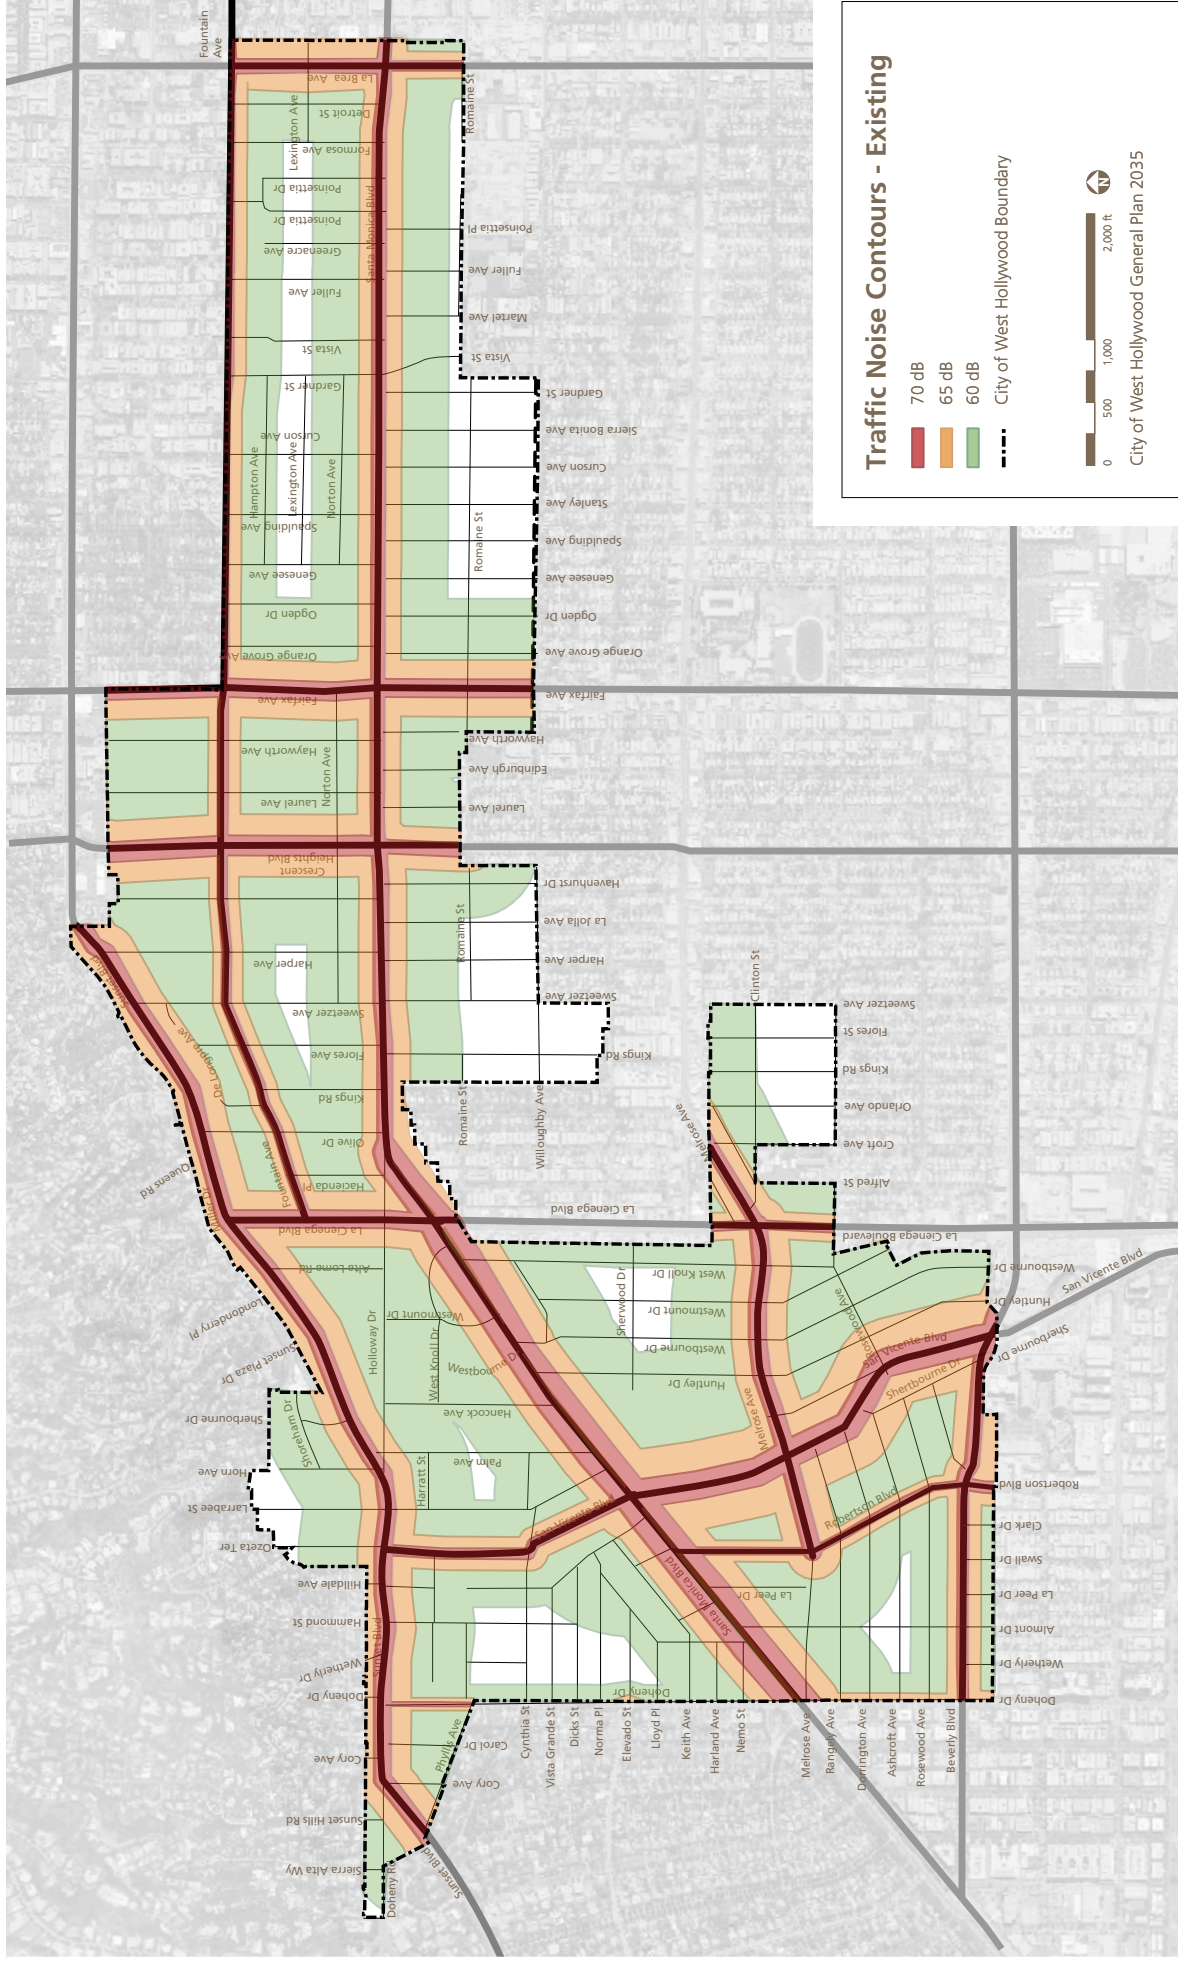 Traffic Noise Contours - Existing
70 dB
65 dB
60 dB
City of West Hollywood Boundary
0
500
1,000
2,000 ft
N
City of West Hollywood General Plan 2035
Fountain
Ave
La Brea Ave
Romaine St
Detroit St
Lexington Ave
Formosa Ave
Poinsettia Dr
Poinsettia Dr
Santa Monica Blvd
Poinsettia Pl
Greenacre Ave
Fuller Ave
Fuller Ave
Martel Ave
Vista St
Vista St
Gardner St
Gardner St
Curson Ave
Sierra Bonita Ave
Hampton Ave
Lexington Ave
Norton Ave
Curson Ave
Stanley Ave
Spaulding Ave
Romaine St
Spaulding Ave
Genesee Ave
Genesee Ave
Ogden Dr
Ogden Dr
Orange Grove Ave
Orange Grove Ave
Fairfax Ave
Fairfax Ave
Hayworth Ave
Hayworth Ave
Norton Ave
Edinburgh Ave
Laurel Ave
Laurel Ave
Crescent
Heights Blvd
Havenhurst Dr
Romaine St
La Jolla Ave
Sunset Blvd
Harper Ave
Harper Ave
Sweetzer Ave
Sweetzer Ave
De Longpre Ave
Flores Ave
Kings Rd
Kings Rd
Olive Dr
Romaine St
Willoughby Ave
Clinton St
Sweetzer Ave
Flores St
Kings Rd
Orlando Ave
Croft Ave
Alfred St
Melrose Ave
La Cienega Boulevard
Queens Rd
Miller Dr
Fountain Ave
Hacienda Pl
La Cienega Blvd
La Cienega Blvd
Alta Loma Rd
West Knoll Dr
Westbourne Dr
Huntley Dr
San Vicente Blvd
Sherbourne Dr
Londonderry Pl
Westmount Dr
Sherwood Dr
Westmount Dr
Rosewood Ave
Rosewood Ave
Sunset Plaza Dr
Holloway Dr
West Knoll Dr
Westbourne Dr
Westbourne Dr
San Vicente Blvd
Huntley Dr
Shertbourne Dr
Sherbourne Dr
Shoreham Dr
Hancock Ave
Melrose Ave
Horn Ave
Harratt St
Palm Ave
Larrabee St
San Vicente Blvd
Robertson Blvd
Robertson Blvd
Clark Dr
Ozeta Ter
Swall Dr
Hilldale Ave
La Peer Dr
La Peer Dr
Santa Monica Blvd
Hammond St
Almont Dr
Sunset Blvd
Wetherly Dr
Wetherly Dr
Doheny Dr
Doheny Dr
Doheny Dr
Cory Ave
Phyllis Ave
Carol Dr
Cory Ave
Cynthia St
Vista Grande St
Dicks St
Norma Pl
Elevado St
Lloyd Pl
Keith Ave
Harland Ave
Nemo St
Melrose Ave
Rangely Ave
Dorrington Ave
Ashcroft Ave
Rosewood Ave
Beverly Blvd
Sunset Hills Rd
Sierra Alta Wy
Doheny Rd
Sunset Blvd